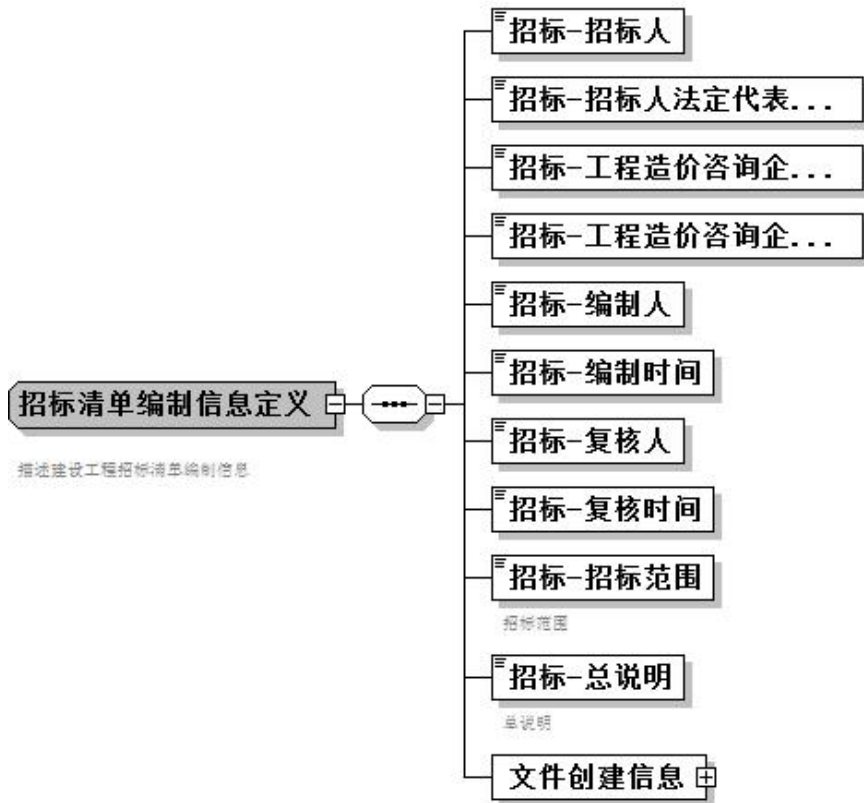 招标-招标人
招标-招标人法定代表...
招标-工程造价咨询企...
招标-工程造价咨询企...
招标-编制人
招标-编制时间
招标清单编制信息定义
描述建设工程招标清单编制信息
招标-复核人
招标-复核时间
招标-招标范围
招标范围
招标-总说明
总说明
文件创建信息